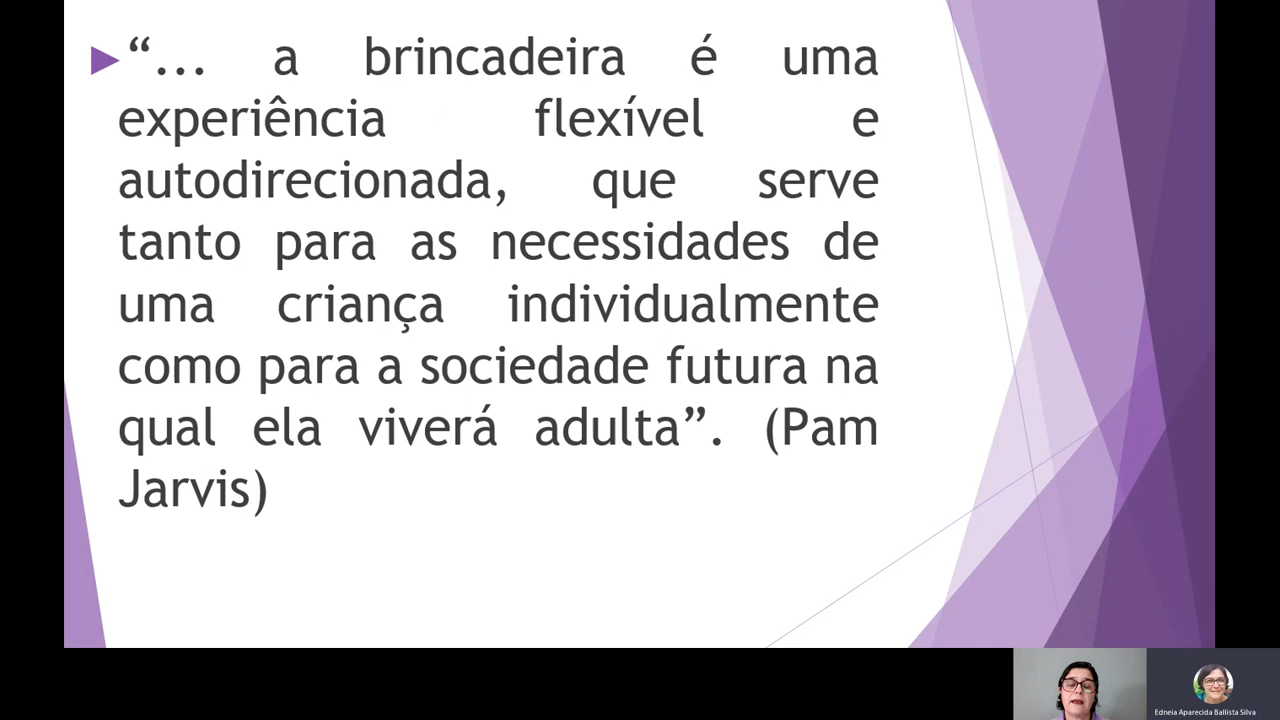 “... a brincadeira é uma
experiência flexível e
autodirecionada, que serve
tanto para as necessidades de
uma criança individualmente
como para a sociedade futura na
qual ela viverá adulta”. (Pam
Jarvis)
Edneia Aparecida Ballista Silva